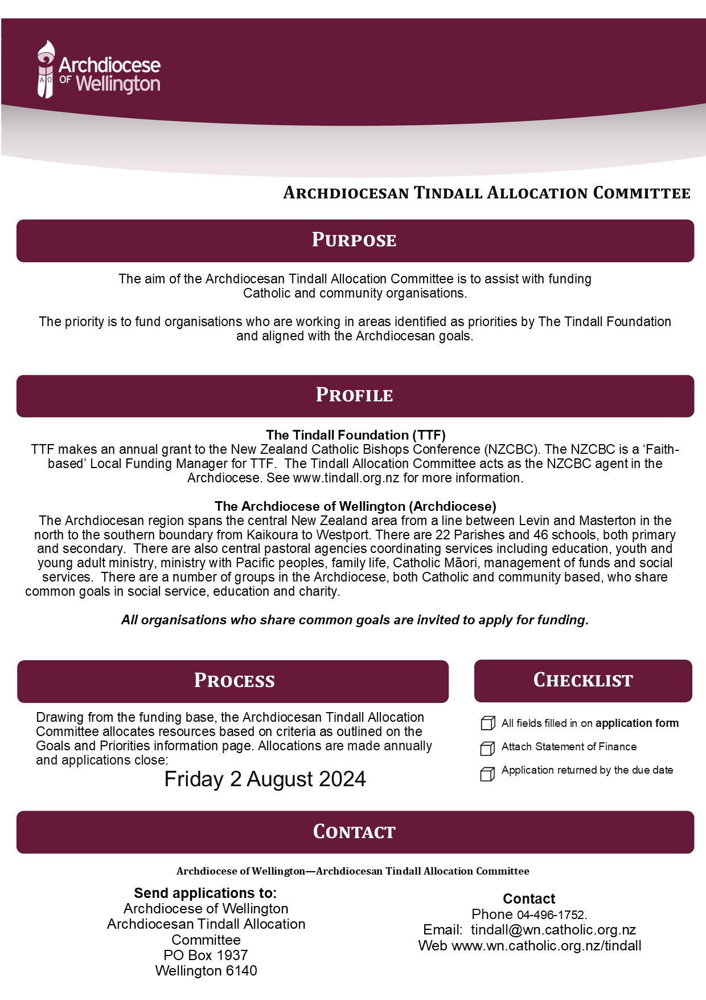 Archdiocese
OF Wellington
Α Ω
ARCHDIOCESAN TINDALL ALLOCATION COMMITTEE
PURPOSE
The aim of the Archdiocesan Tindall Allocation Committee is to assist with funding
Catholic and community organisations.
The priority is to fund organisations who are working in areas identified as priorities by The Tindall Foundation
and aligned with the Archdiocesan goals.
PROFILE
The Tindall Foundation (TTF)
TTF makes an annual grant to the New Zealand Catholic Bishops Conference (NZCBC). The NZCBC is a ‘Faith-
based’ Local Funding Manager for TTF.  The Tindall Allocation Committee acts as the NZCBC agent in the
Archdiocese. See www.tindall.org.nz for more information.
The Archdiocese of Wellington (Archdiocese)
The Archdiocesan region spans the central New Zealand area from a line between Levin and Masterton in the
north to the southern boundary from Kaikoura to Westport. There are 22 Parishes and 46 schools, both primary
and secondary.  There are also central pastoral agencies coordinating services including education, youth and
young adult ministry, ministry with Pacific peoples, family life, Catholic Māori, management of funds and social
services.  There are a number of groups in the Archdiocese, both Catholic and community based, who share
common goals in social service, education and charity.
All organisations who share common goals are invited to apply for funding.
PROCESS
Drawing from the funding base, the Archdiocesan Tindall Allocation
Committee allocates resources based on criteria as outlined on the
Goals and Priorities information page. Allocations are made annually
and applications close:
Friday 2 August 2024
CHECKLIST
All fields filled in on application form
Attach Statement of Finance
Application returned by the due date
CONTACT
Archdiocese of Wellington—Archdiocesan Tindall Allocation Committee
Send applications to:
Archdiocese of Wellington
Archdiocesan Tindall Allocation
Committee
PO Box 1937
Wellington 6140
Contact
Phone 04-496-1752.
Email:  tindall@wn.catholic.org.nz
Web www.wn.catholic.org.nz/tindall